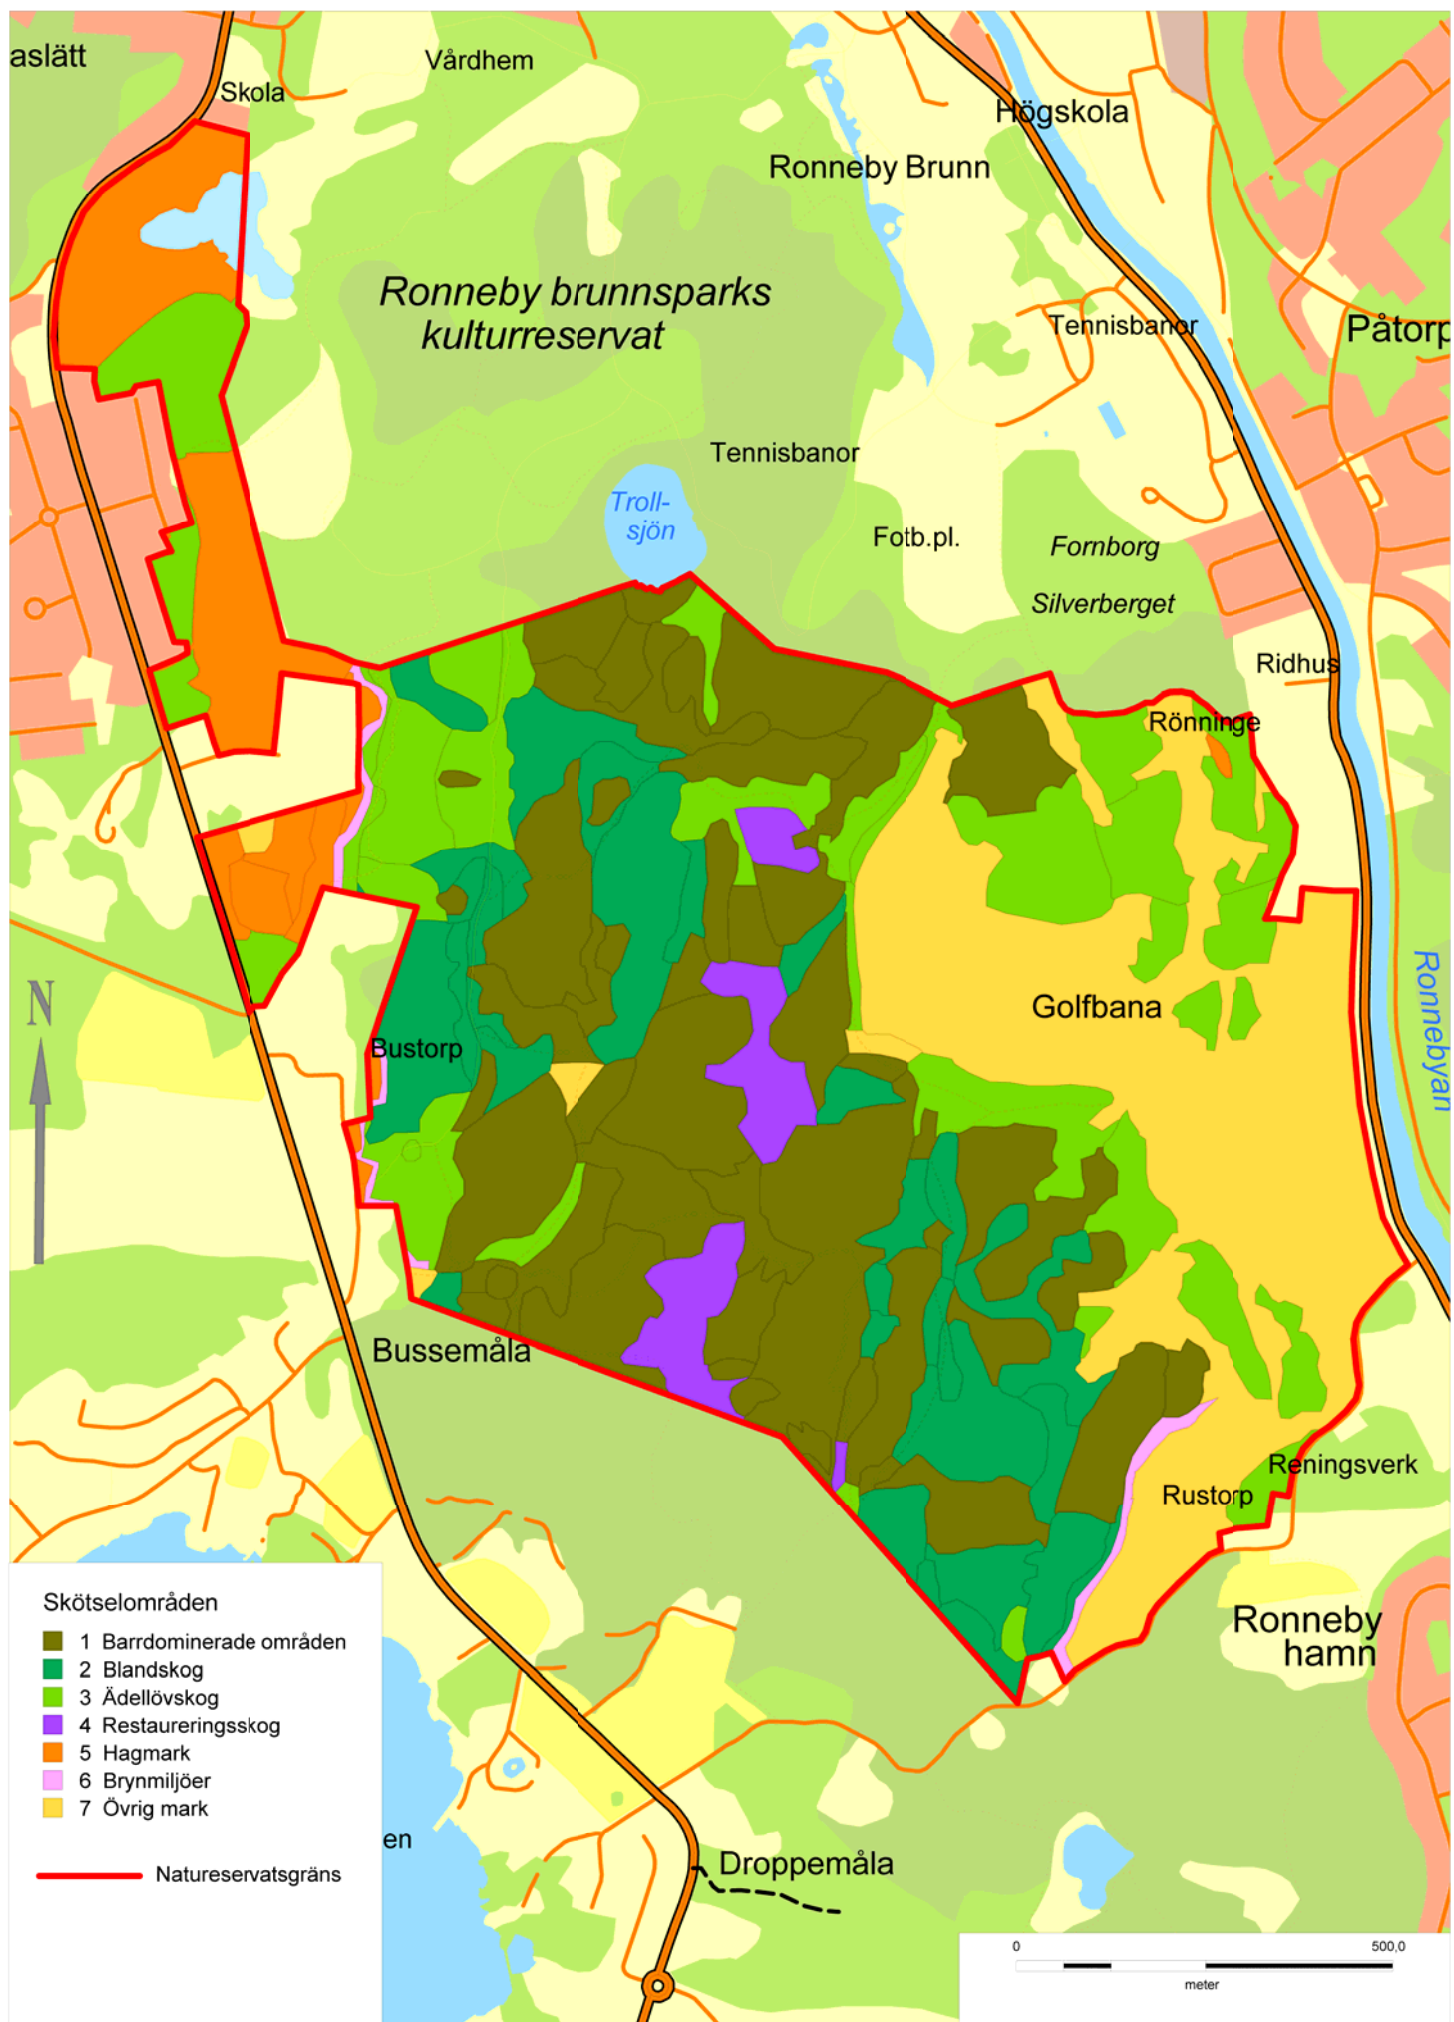 aslätt
Vårdhem
Skola
Högskola
Ronneby Brunn
Ronneby brunnsparks
kulturreservat
Tennisbanor
Påtorp
Tennisbanor
Troll-
sjön
Fotb.pl.
Fornborg
Silverberget
Ridhus
Rönninge
N
Golfbana
Ronnebyån
Bustorp
Bussemåla
Reningsverk
Rustorp
Ronneby
hamn
Skötselområden
1 Barrdominerade områden
2 Blandskog
3 Ädellövskog
4 Restaureringsskog
5 Hagmark
6 Brynmiljöer
7 Övrig mark
Natureservatsgräns
en
Droppemåla
0 500,0
meter